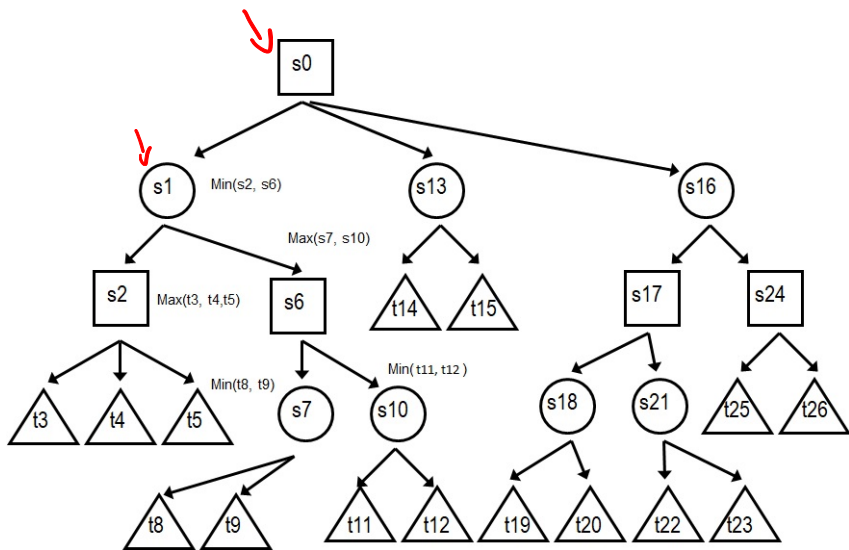 s0
s1
Min(s2, s6)
s13
s16
Max(s7, s10)
s2
Max(t3, t4,t5)
s6
t14
t15
s17
s24
Min(t8, t9)
Min(t11, t12)
t3
t4
t5
s7
s10
s18
s21
t25
t26
t8
t9
t11
t12
t19
t20
t22
t23